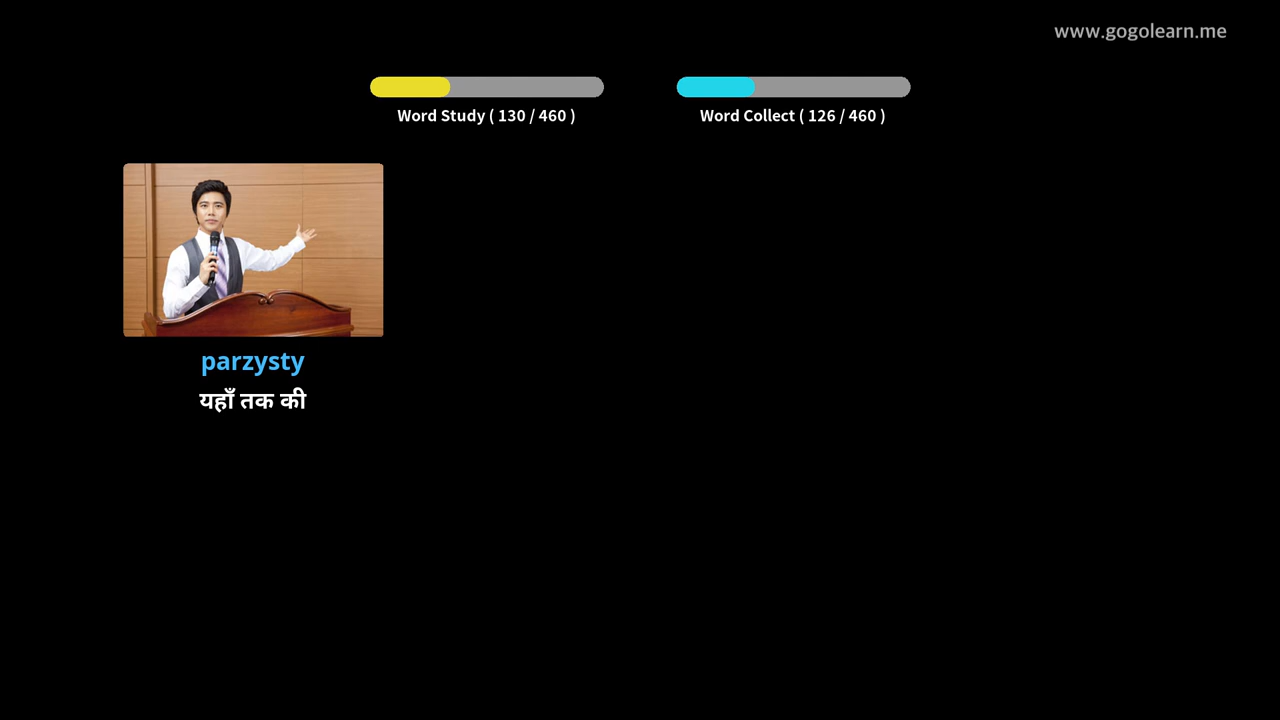 www.gogolearn.me
Word Study ( 130 / 460 )
Word Collect ( 126 / 460 )
parzysty
यहाँ तक की